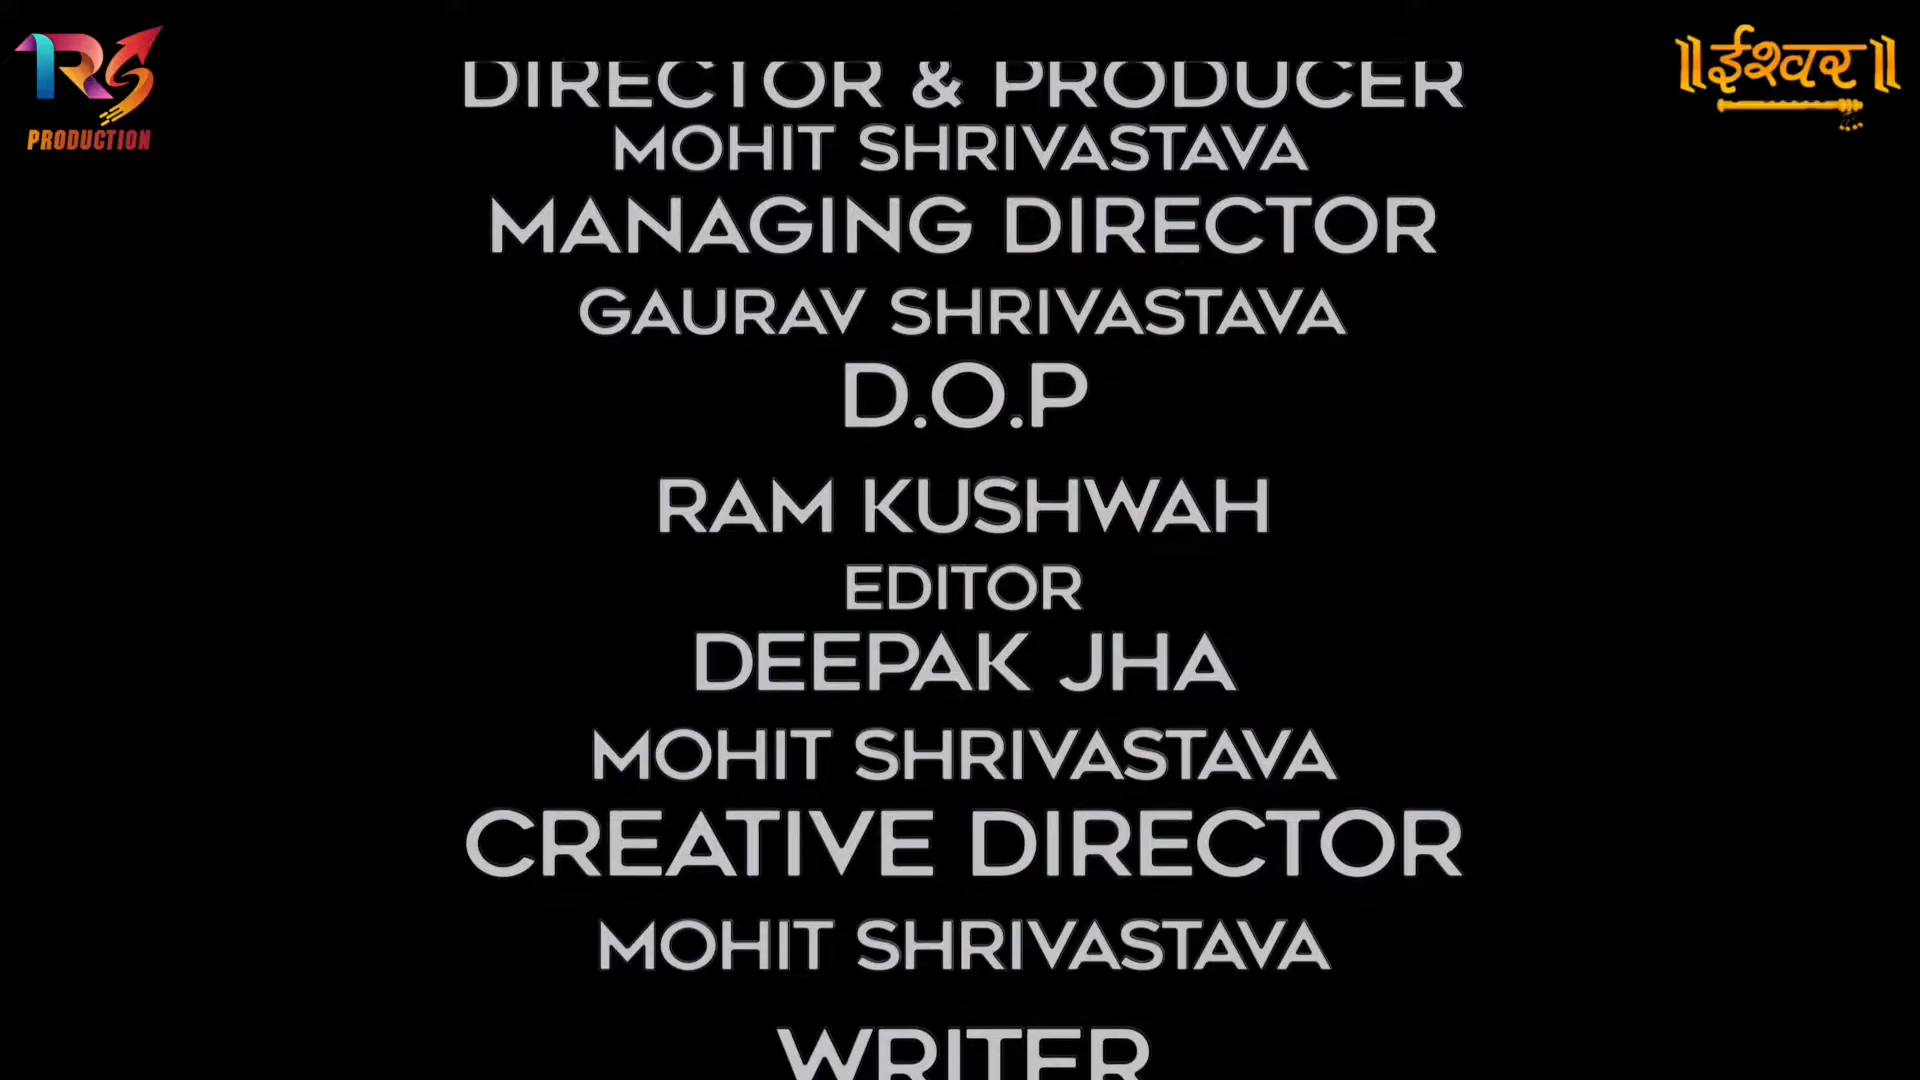 RS
PRODUCTION
॥ईश्वर॥
DIRECTOR & PRODUCER
MOHIT SHRIVASTAVA
MANAGING DIRECTOR
GAURAV SHRIVASTAVA
D.O.P
RAM KUSHWAH
EDITOR
DEEPAK JHA
MOHIT SHRIVASTAVA
CREATIVE DIRECTOR
MOHIT SHRIVASTAVA
WRITER